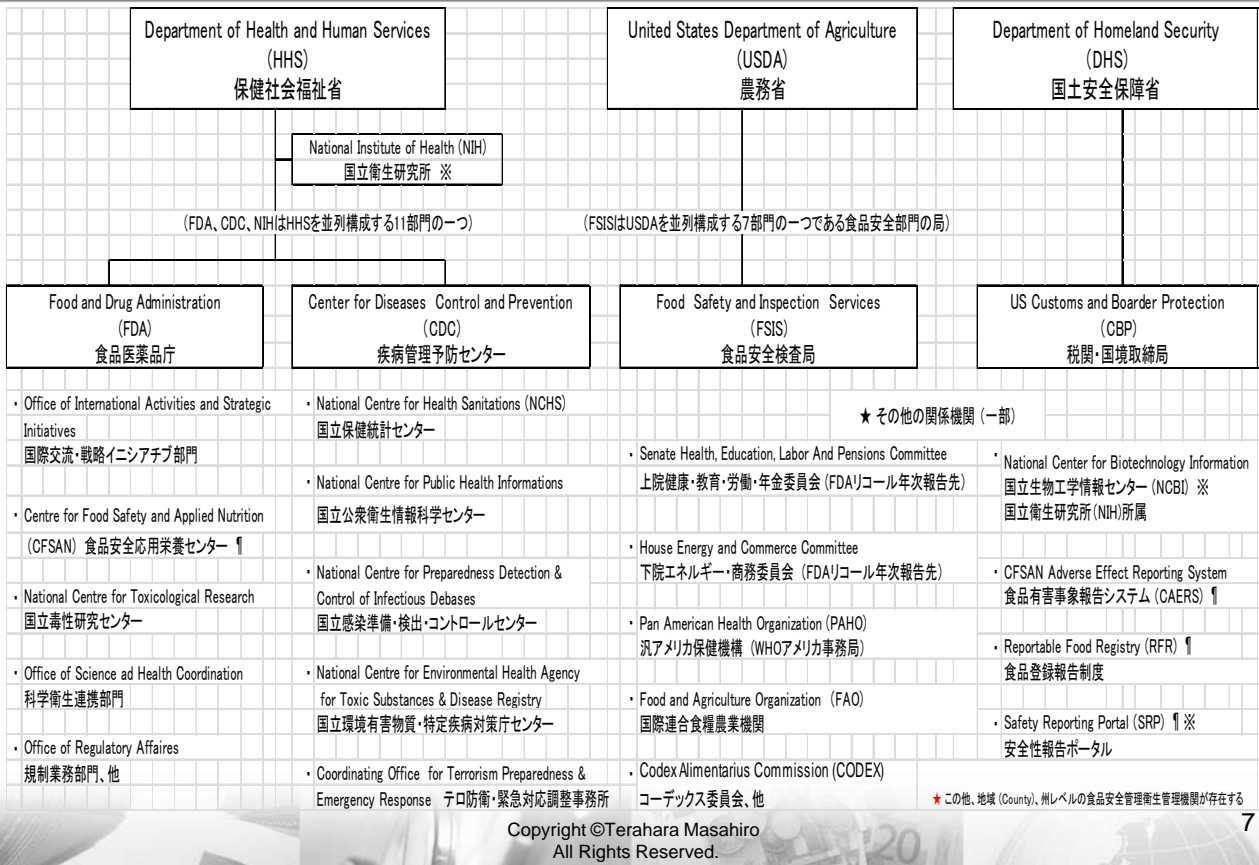 Department of Health and Human Services
(HHS)
保健社会福祉省
United States Department of Agriculture
(USDA)
農務省
Department of Homeland Security
(DHS)
国土安全保障省
National Institute of Health (NIH)
国立衛生研究所 ※
(FDA、CDC、NIHはHHSを並列構成する11部門の一つ)
(FSISはUSDAを並列構成する7部門の一つである食品安全部門の局)
Food and Drug Administration
(FDA)
食品医薬品庁
Center for Diseases Control and Prevention
(CDC)
疾病管理予防センター
Food Safety and Inspection Services
(FSIS)
食品安全検査局
US Customs and Boarder Protection
(CBP)
税関・国境取締局
・Office of International Activities and Strategic
Initiatives
国際交流・戦略イニシアチブ部門
・Centre for Food Safety and Applied Nutrition
(CFSAN) 食品安全応用栄養センター ¶
・National Centre for Toxicological Research
国立毒性研究センター
・Office of Science ad Health Coordination
科学衛生連携部門
・Office of Regulatory Affaires
規制業務部門、他
・National Centre for Health Sanitations (NCHS)
国立保健統計センター
・National Centre for Public Health Informations
国立公衆衛生情報科学センター
・National Centre for Preparedness Detection &
Control of Infectious Debases
国立感染準備・検出・コントロールセンター
・National Centre for Environmental Health Agency
for Toxic Substances & Disease Registry
国立環境有害物質・特定疾病対策庁センター
・Coordinating Office for Terrorism Preparedness &
Emergency Response テロ防衛・緊急対応調整事務所
★ その他の関係機関 (一部)
・Senate Health, Education, Labor And Pensions Committee
上院健康・教育・労働・年金委員会 (FDAリコール年次報告先)
・House Energy and Commerce Committee
下院エネルギー・商務委員会 (FDAリコール年次報告先)
・Pan American Health Organization (PAHO)
汎アメリカ保健機構 (WHOアメリカ事務局)
・Food and Agriculture Organization (FAO)
国際連合食糧農業機関
・Codex Alimentarius Commission (CODEX)
コーデックス委員会、他
・National Center for Biotechnology Information
国立生物工学情報センター (NCBI) ※
国立衛生研究所(NIH)所属
・CFSAN Adverse Effect Reporting System
食品有害事象報告システム (CAERS) ¶
・Reportable Food Registry (RFR) ¶
食品登録報告制度
・Safety Reporting Portal (SRP) ¶ ※
安全性報告ポータル
★ この他、地域 (County)、州レベルの食品安全管理衛生管理機関が存在する
Copyright ©Terahara Masahiro
All Rights Reserved.
7